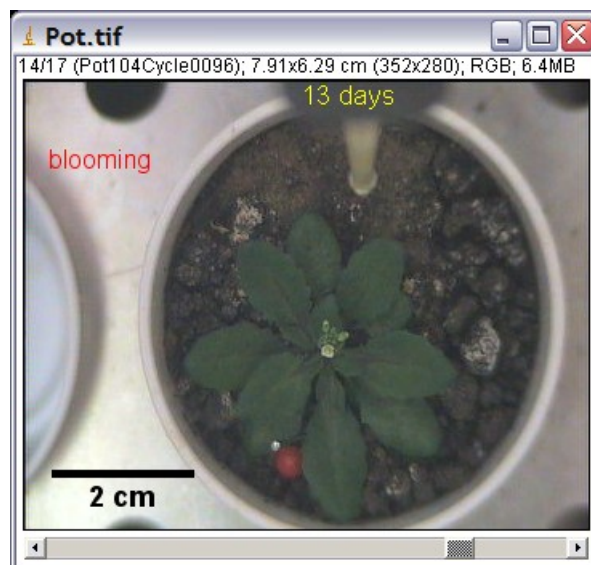 Pot.tif
14/17 (Pot104Cycle0096); 7.91x6.29 cm (352x280); RGB; 6.4MB
13 days
blooming
2 cm